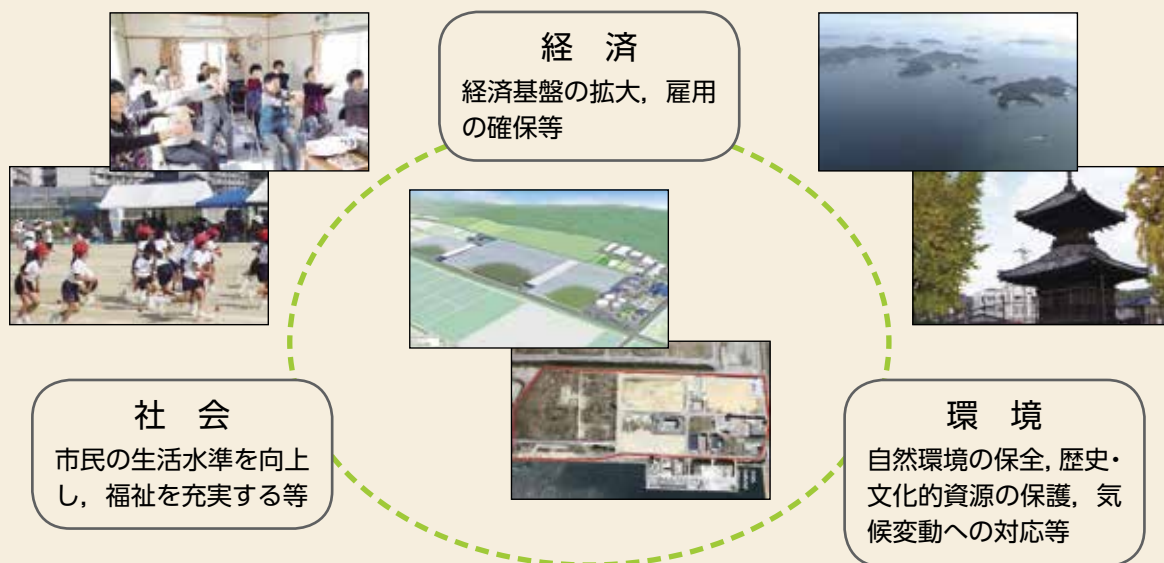 経　済
経済基盤の拡大，雇用
の確保等
社　会
市民の生活水準を向上
し，福祉を充実する等
環　境
自然環境の保全，歴史・
文化的資源の保護，気
候変動への対応等